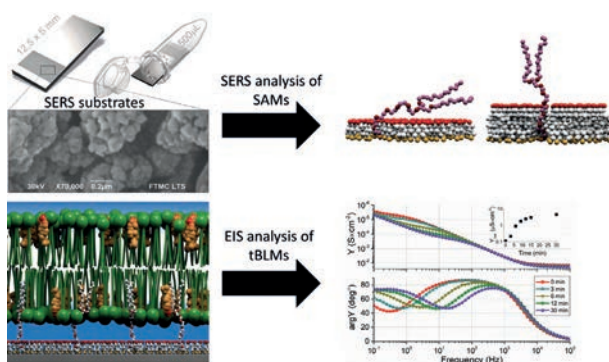 12.5 x 5 mm
500µL
SERS substrates
SERS analysis of
SAMs
30kV X70,000 0.2µm FTMC LTS
EIS analysis of
tBLMs
Y (S×cm⁻²)
Time (min)
argY (deg°)
0 min
3 min
6 min
12 min
30 min
Frequency (Hz)